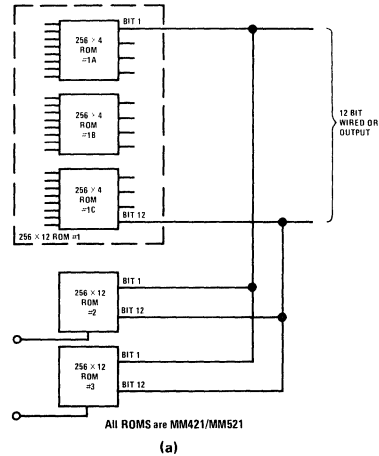 BIT 1
256 × 4
ROM
#1A
256 × 4
ROM
#1B
12 BIT
WIRED OR
OUTPUT
256 × 4
ROM
#1C
BIT 12
256 × 12 ROM #1
256 × 12
ROM
#2
BIT 1
BIT 12
256 × 12
ROM
#3
BIT 1
BIT 12
All ROMS are MM421/MM521
(a)